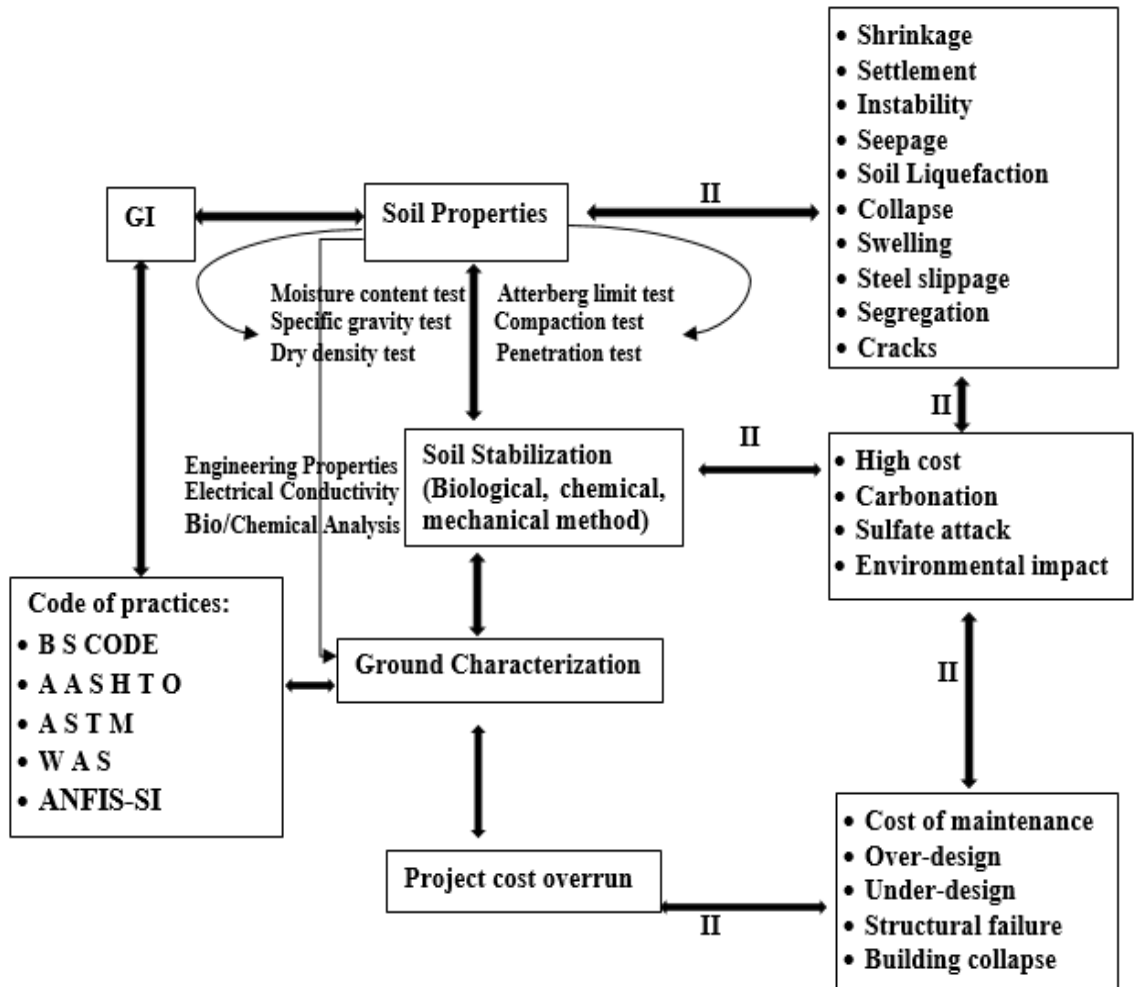 • Shrinkage
• Settlement
• Instability
• Seepage
• Soil Liquefaction
• Collapse
• Swelling
• Steel slippage
• Segregation
• Cracks
GI
Soil Properties
II
Moisture content test
Specific gravity test
Dry density test
Atterberg limit test
Compaction test
Penetration test
II
Engineering Properties
Electrical Conductivity
Bio/Chemical Analysis
Soil Stabilization
(Biological, chemical,
mechanical method)
II
• High cost
• Carbonation
• Sulfate attack
• Environmental impact
Code of practices:
• B S CODE
• A A S H T O
• A S T M
• W A S
• ANFIS-SI
Ground Characterization
II
Project cost overrun
II
• Cost of maintenance
• Over-design
• Under-design
• Structural failure
• Building collapse